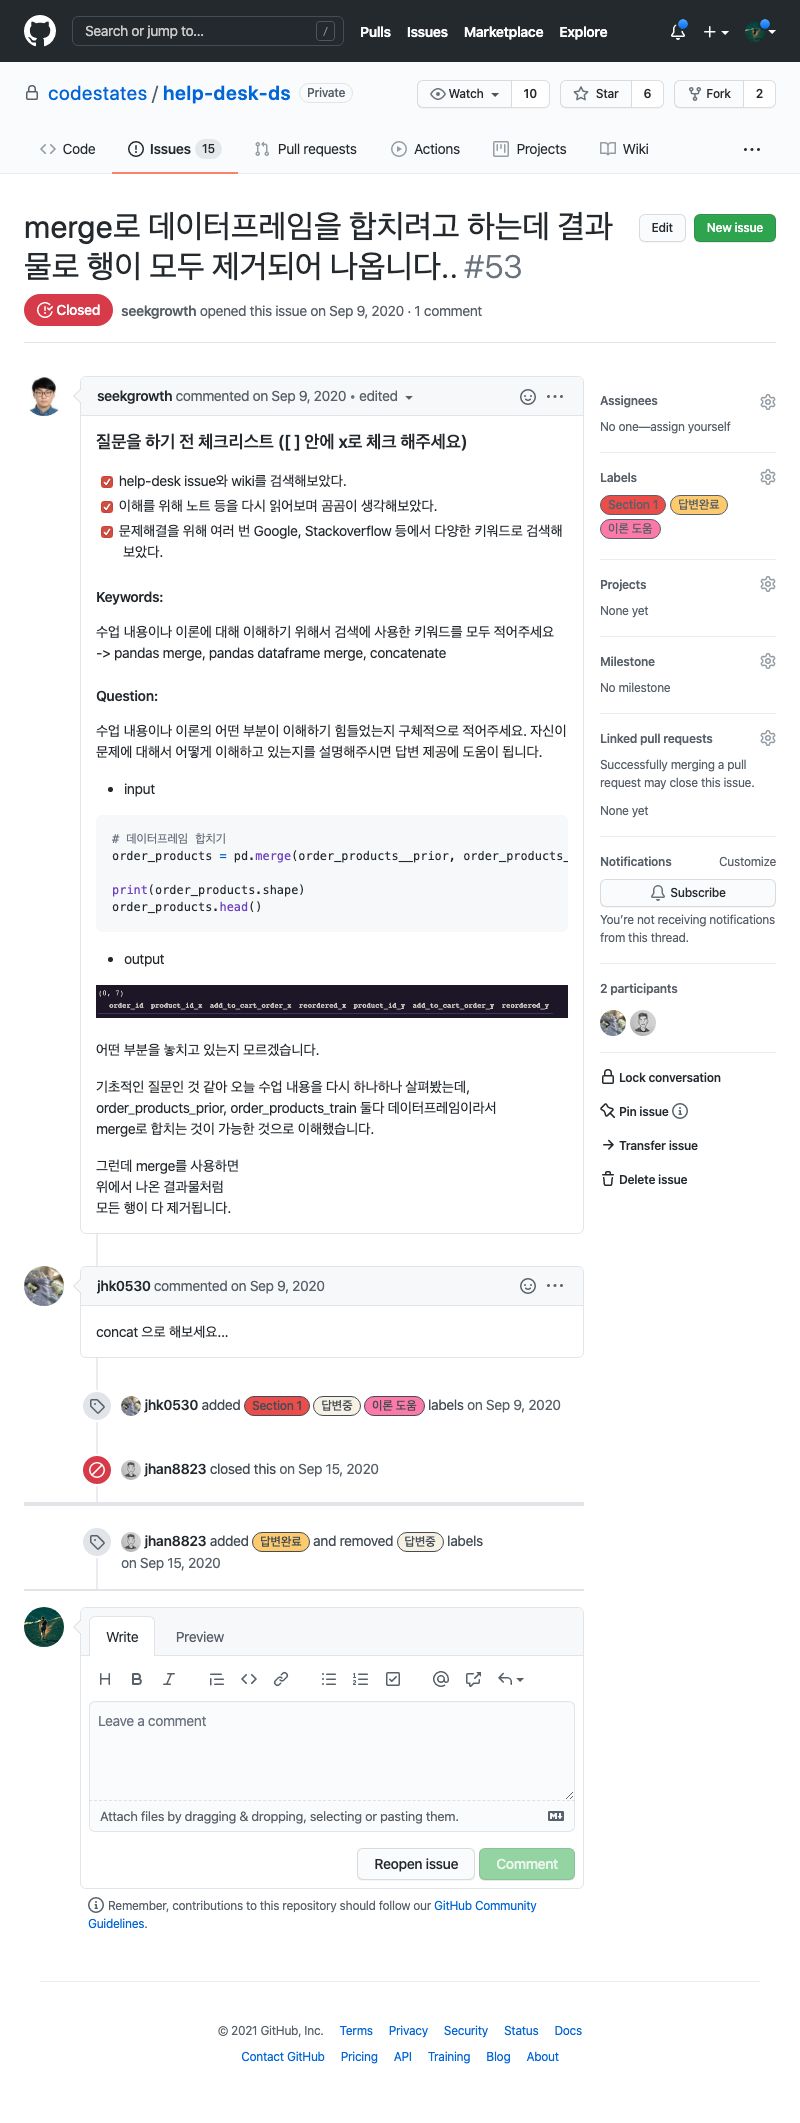 Search or jump to...
/
Pulls Issues Marketplace Explore
codestates / help-desk-ds Private
Watch 10
Star 6
Fork 2
Code
Issues 15
Pull requests
Actions
Projects
Wiki
merge로 데이터프레임을 합치려고 하는데 결과
물로 행이 모두 제거되어 나옵니다.. #53
Edit
New issue
Closed
seekgrowth opened this issue on Sep 9, 2020 · 1 comment
seekgrowth commented on Sep 9, 2020 • edited
질문을 하기 전 체크리스트 ([ ] 안에 x로 체크 해주세요)
help-desk issue와 wiki를 검색해보았다.
이해를 위해 노트 등을 다시 읽어보며 곰곰이 생각해보았다.
문제해결을 위해 여러 번 Google, Stackoverflow 등에서 다양한 키워드로 검색해
보았다.
Keywords:
수업 내용이나 이론에 대해 이해하기 위해서 검색에 사용한 키워드를 모두 적어주세요
-> pandas merge, pandas dataframe merge, concatenate
Question:
수업 내용이나 이론의 어떤 부분이 이해하기 힘들었는지 구체적으로 적어주세요. 자신이
문제에 대해서 어떻게 이해하고 있는지를 설명해주시면 답변 제공에 도움이 됩니다.
• input
# 데이터프레임 합치기
order_products = pd.merge(order_products__prior, order_products_
print(order_products.shape)
order_products.head()
• output
(0, 7)
order_id product_id_x add_to_cart_order_x reordered_x product_id_y add_to_cart_order_y reordered_y
어떤 부분을 놓치고 있는지 모르겠습니다.
기초적인 질문인 것 같아 오늘 수업 내용을 다시 하나하나 살펴봤는데,
order_products_prior, order_products_train 둘다 데이터프레임이라서
merge로 합치는 것이 가능한 것으로 이해했습니다.
그런데 merge를 사용하면
위에서 나온 결과물처럼
모든 행이 다 제거됩니다.
jhk0530 commented on Sep 9, 2020
concat 으로 해보세요...
jhk0530 added Section 1 답변중 이론 도움 labels on Sep 9, 2020
jhan8823 closed this on Sep 15, 2020
jhan8823 added 답변완료 and removed 답변중 labels
on Sep 15, 2020
Write Preview
H B I
Leave a comment
Attach files by dragging & dropping, selecting or pasting them.
Reopen issue
Comment
Remember, contributions to this repository should follow our GitHub Community
Guidelines.
Assignees
No one—assign yourself
Labels
Section 1 답변완료
이론 도움
Projects
None yet
Milestone
No milestone
Linked pull requests
Successfully merging a pull
request may close this issue.
None yet
Notifications Customize
Subscribe
You're not receiving notifications
from this thread.
2 participants
Lock conversation
Pin issue
Transfer issue
Delete issue
© 2021 GitHub, Inc. Terms Privacy Security Status Docs
Contact GitHub Pricing API Training Blog About